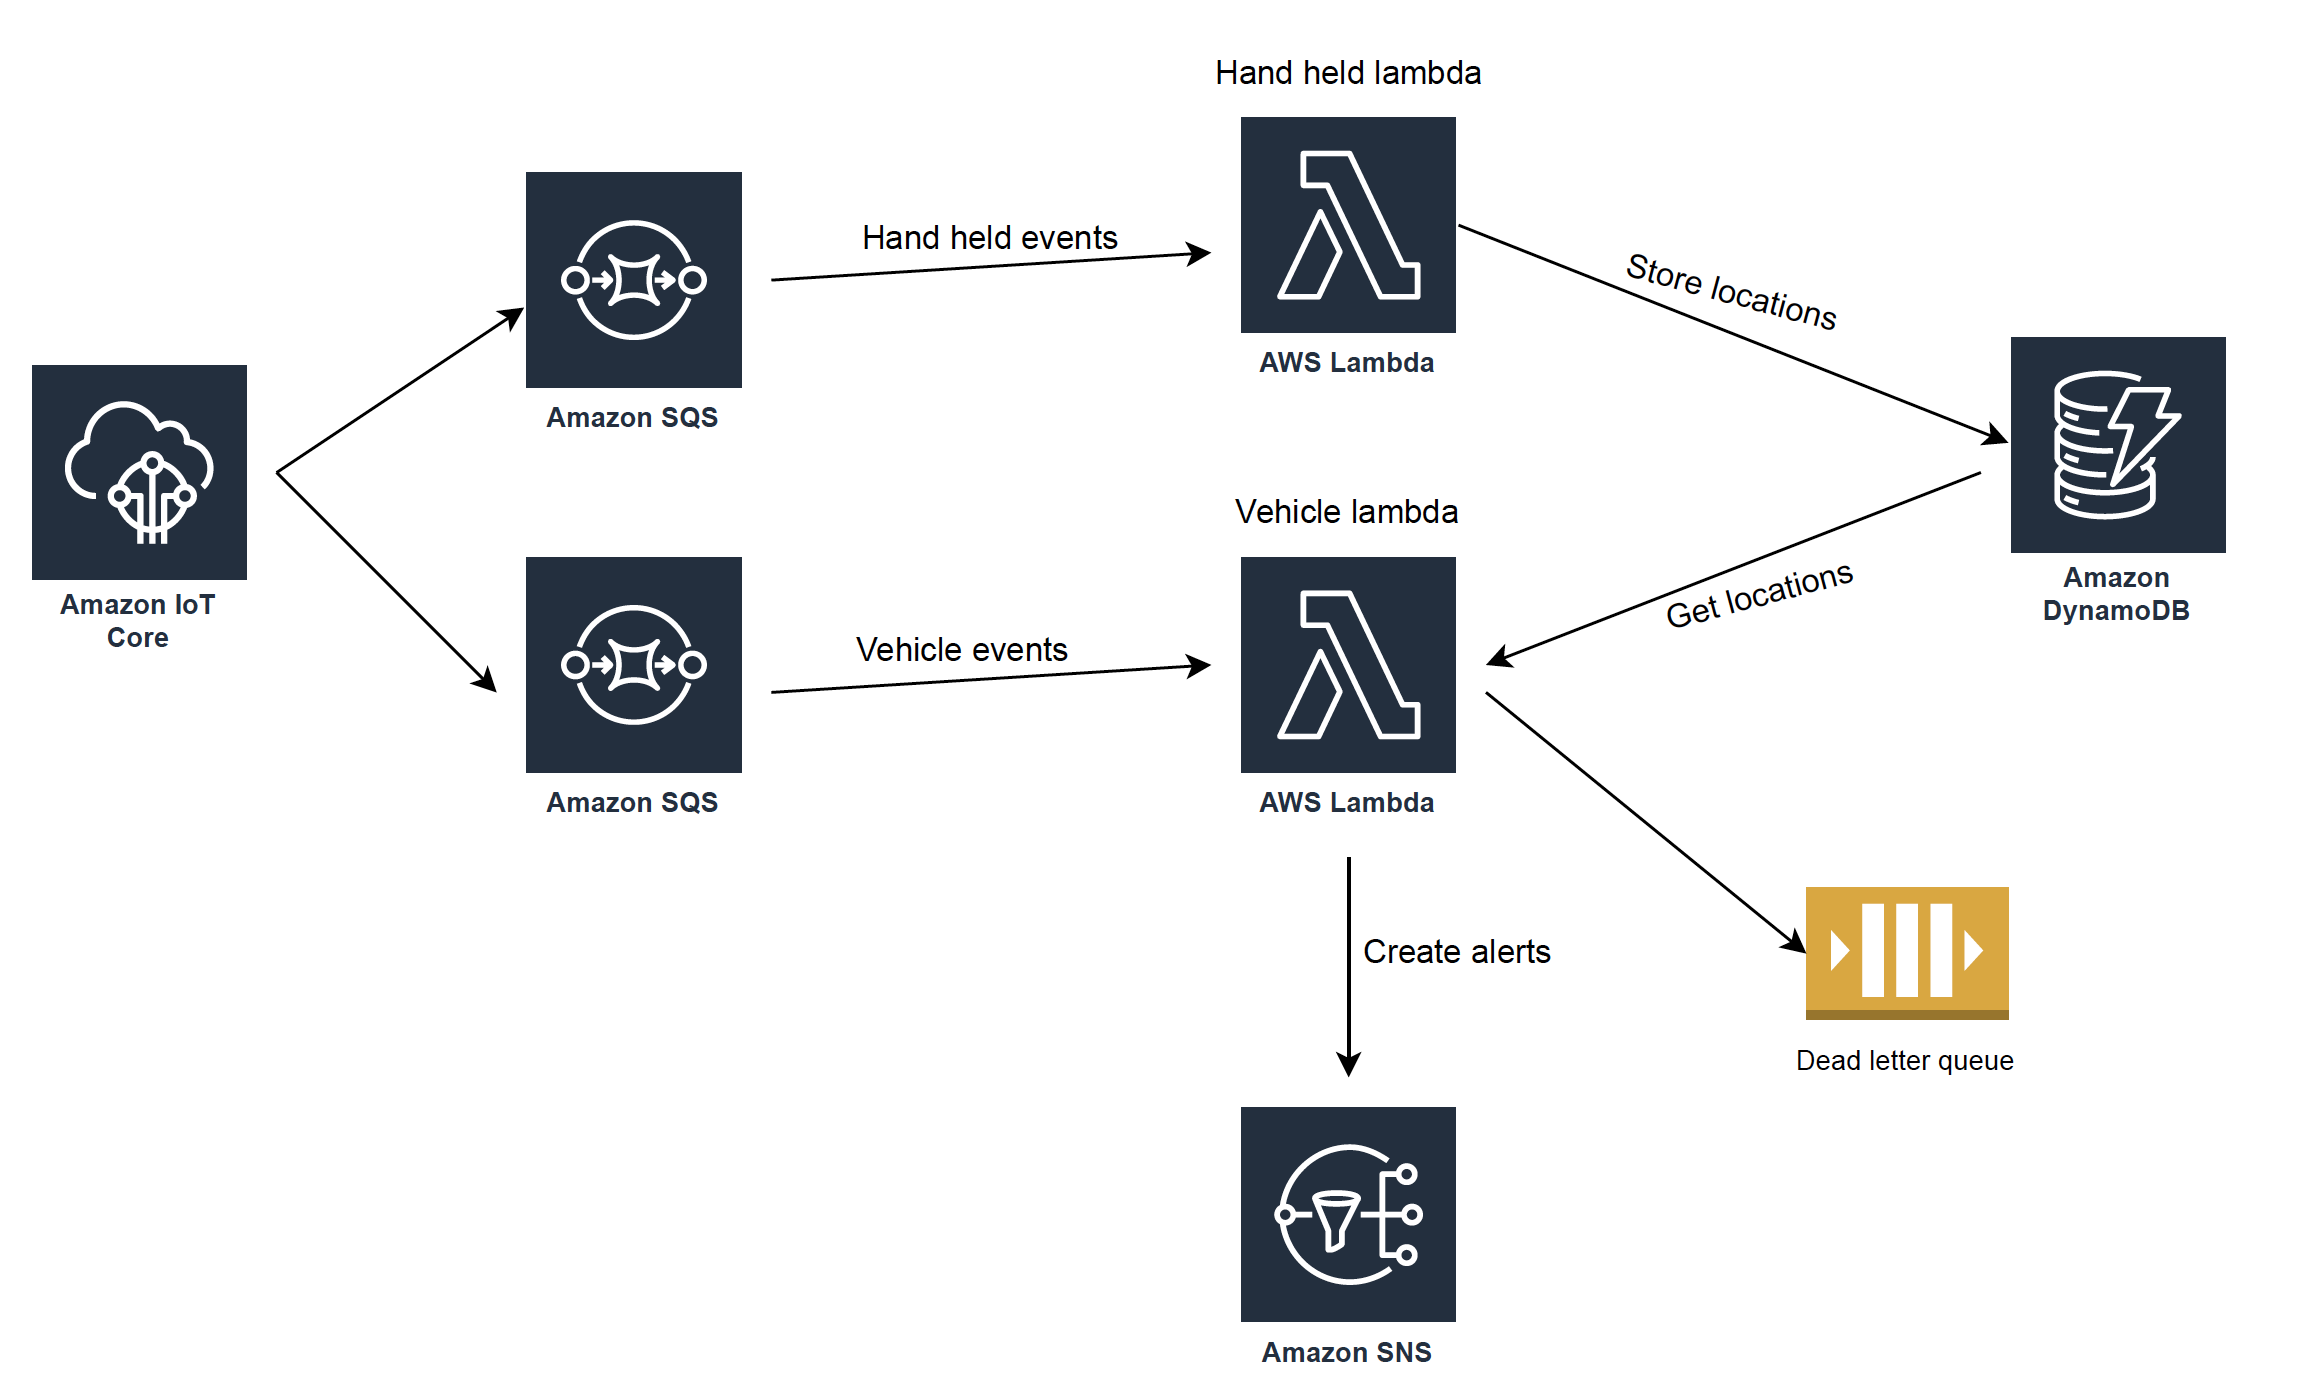 Hand held lambda
Hand held events
Store locations
AWS Lambda
Amazon SQS
Vehicle lambda
Amazon IoT
Core
Amazon
DynamoDB
Get locations
Vehicle events
Amazon SQS
AWS Lambda
Create alerts
Dead letter queue
Amazon SNS